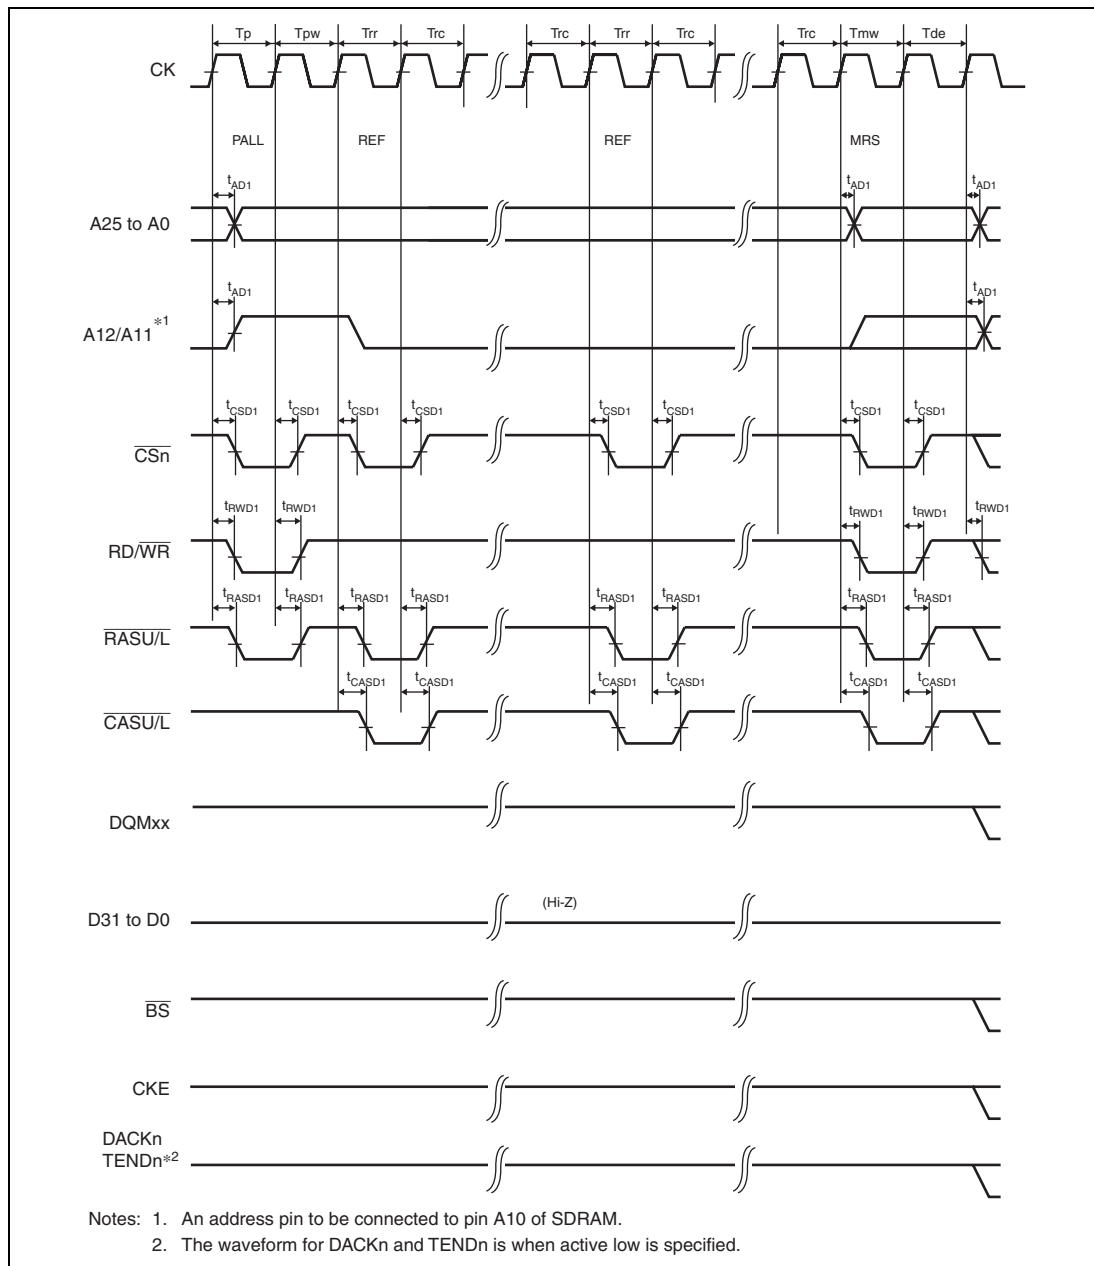 Tp Tpw Trr Trc Trc Trr Trc Trc Tmw Tde
CK
PALL REF REF MRS
tAD1 tAD1 tAD1
A25 to A0
tAD1 tAD1
A12/A11*1
tCSD1 tCSD1 tCSD1 tCSD1 tCSD1 tCSD1 tCSD1 tCSD1
CSn
tRWD1 tRWD1 tRWD1 tRWD1 tRWD1
RD/WR
tRASD1 tRASD1 tRASD1 tRASD1 tRASD1 tRASD1 tRASD1 tRASD1
RASU/L
tCASD1 tCASD1 tCASD1 tCASD1 tCASD1 tCASD1
CASU/L
DQMxx
(Hi-Z)
D31 to D0
BS
CKE
DACKn
TENDn*2
Notes: 1. An address pin to be connected to pin A10 of SDRAM.
2. The waveform for DACKn and TENDn is when active low is specified.